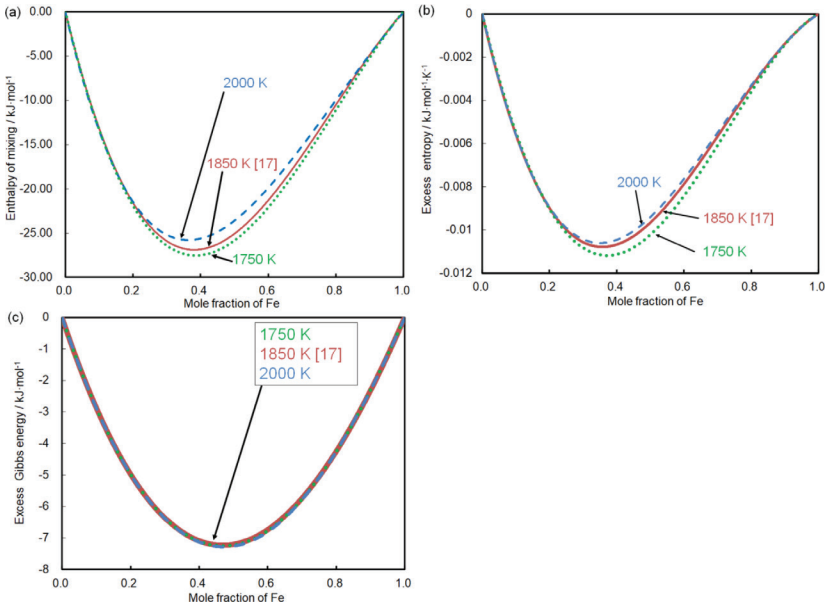 (a)
0.00
-5.00
-10.00
-15.00
-20.00
-25.00
-30.00
Enthalpy of mixing / kJ·mol-1
2000 K
1850 K [17]
1750 K
0.0 0.2 0.4 0.6 0.8 1.0
Mole fraction of Fe
(b)
0
-0.002
-0.004
-0.006
-0.008
-0.01
-0.012
Excess entropy / kJ·mol-1·K-1
2000 K
1850 K [17]
1750 K
0.0 0.2 0.4 0.6 0.8 1.0
Mole fraction of Fe
(c)
0
-1
-2
-3
-4
-5
-6
-7
-8
Excess Gibbs energy / kJ·mol-1
1750 K
1850 K [17]
2000 K
0.0 0.2 0.4 0.6 0.8 1.0
Mole fraction of Fe